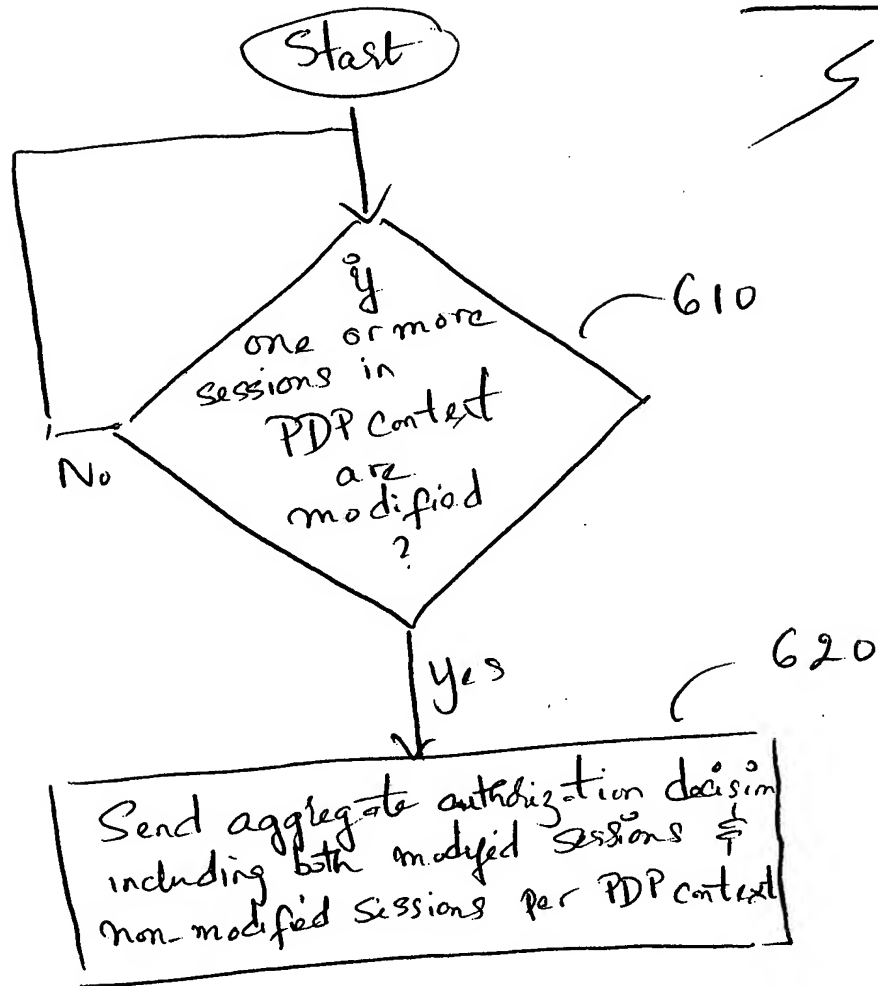 Start
if
one or more
sessions in
PDP context
are
modified
?
610
No
Yes
620
Send aggregate authorization decision
including both modified sessions &
non-modified sessions per PDP context